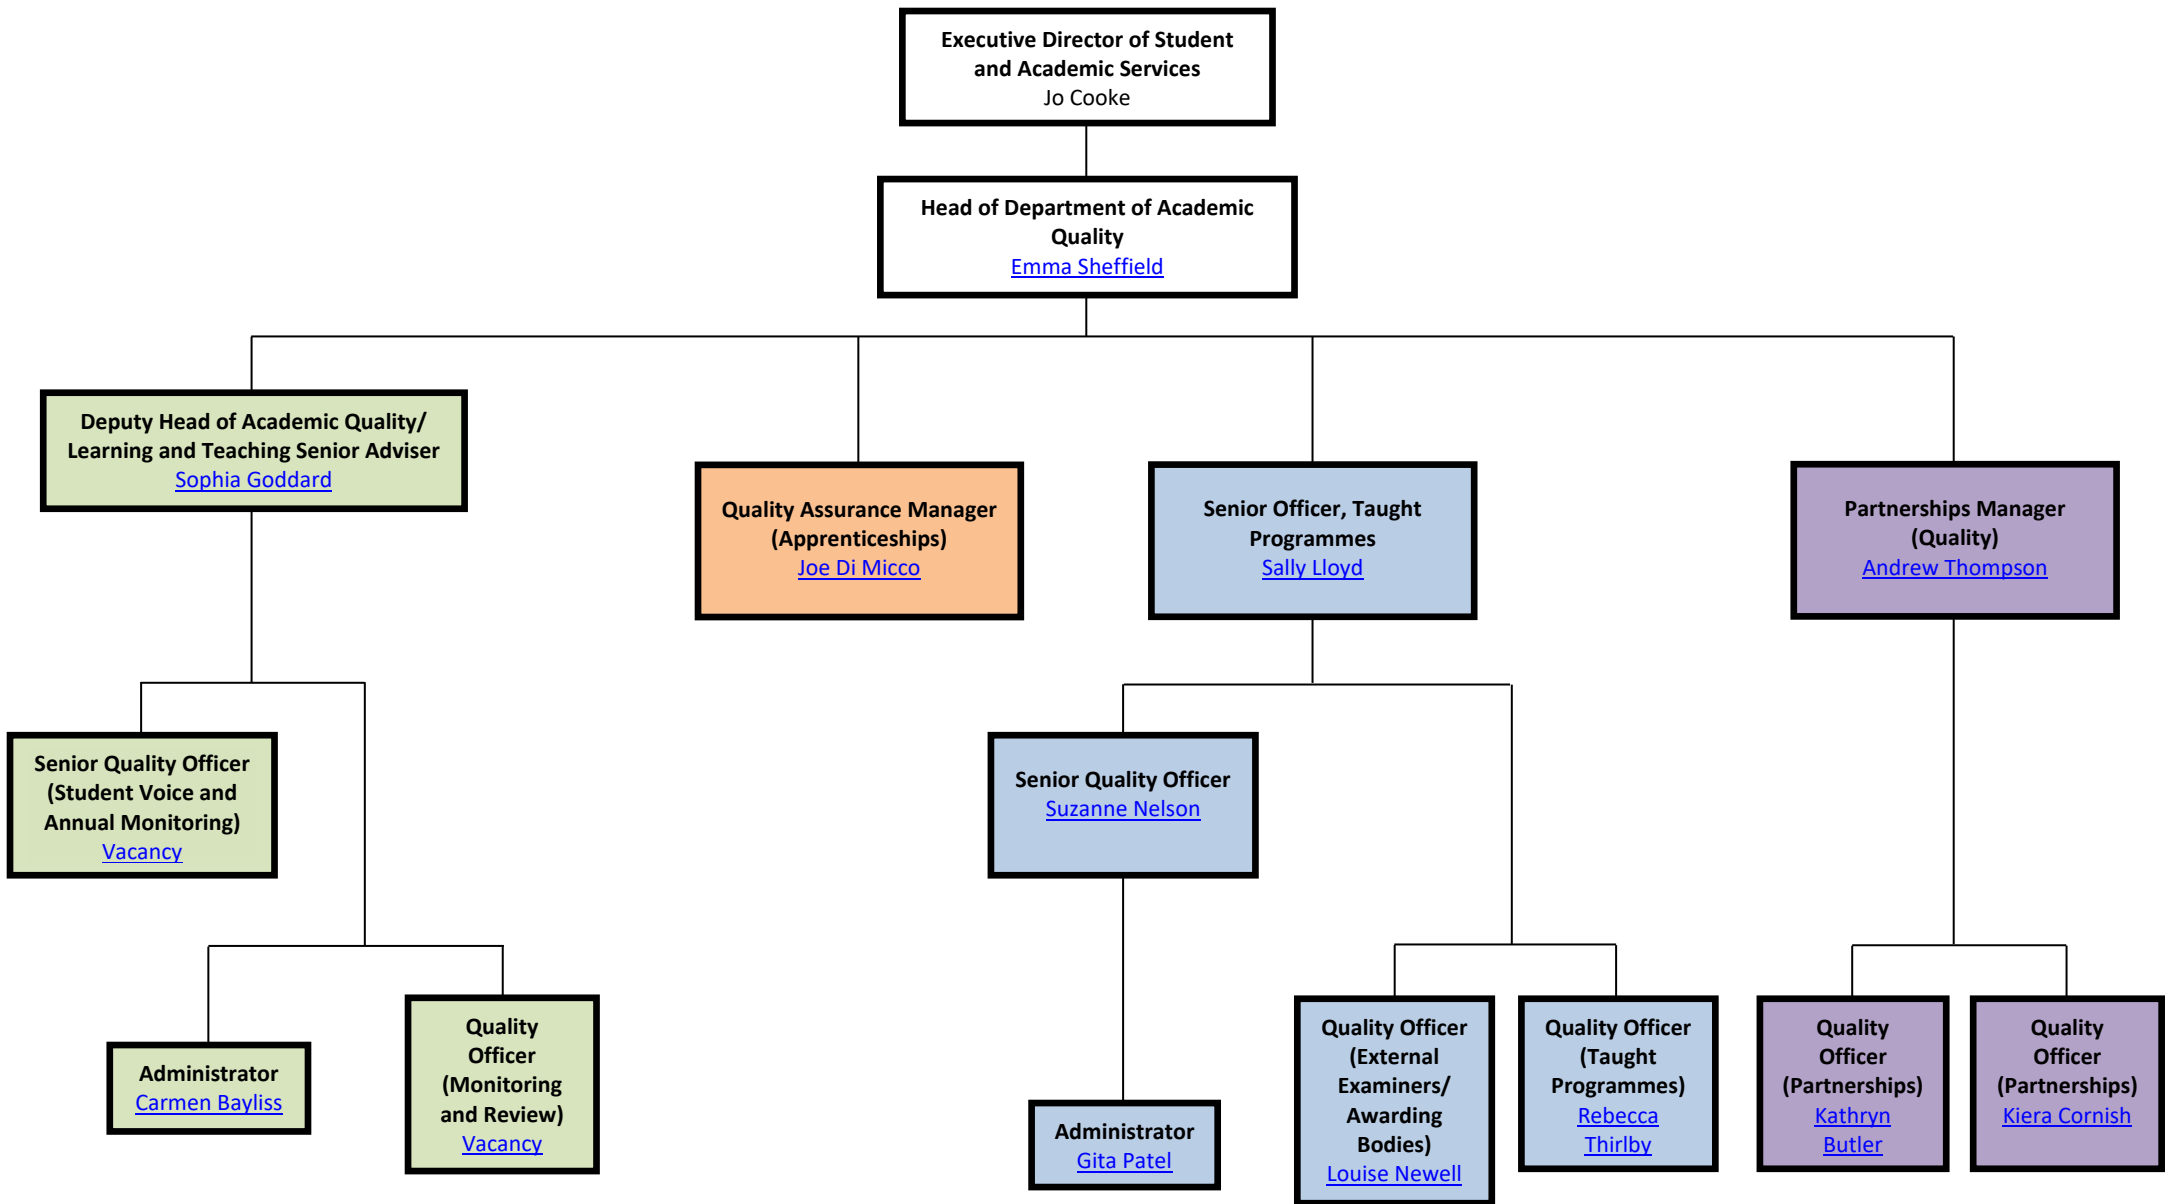 Executive Director of Student
and Academic Services
Jo Cooke
Head of Department of Academic
Quality
Emma Sheffield
Deputy Head of Academic Quality/
Learning and Teaching Senior Adviser
Sophia Goddard
Quality Assurance Manager
(Apprenticeships)
Joe Di Micco
Senior Officer, Taught
Programmes
Sally Lloyd
Partnerships Manager
(Quality)
Andrew Thompson
Senior Quality Officer
(Student Voice and
Annual Monitoring)
Vacancy
Senior Quality Officer
Suzanne Nelson
Administrator
Carmen Bayliss
Quality
Officer
(Monitoring
and Review)
Vacancy
Administrator
Gita Patel
Quality Officer
(External
Examiners/
Awarding
Bodies)
Louise Newell
Quality Officer
(Taught
Programmes)
Rebecca
Thirlby
Quality
Officer
(Partnerships)
Kathryn
Butler
Quality
Officer
(Partnerships)
Kiera Cornish